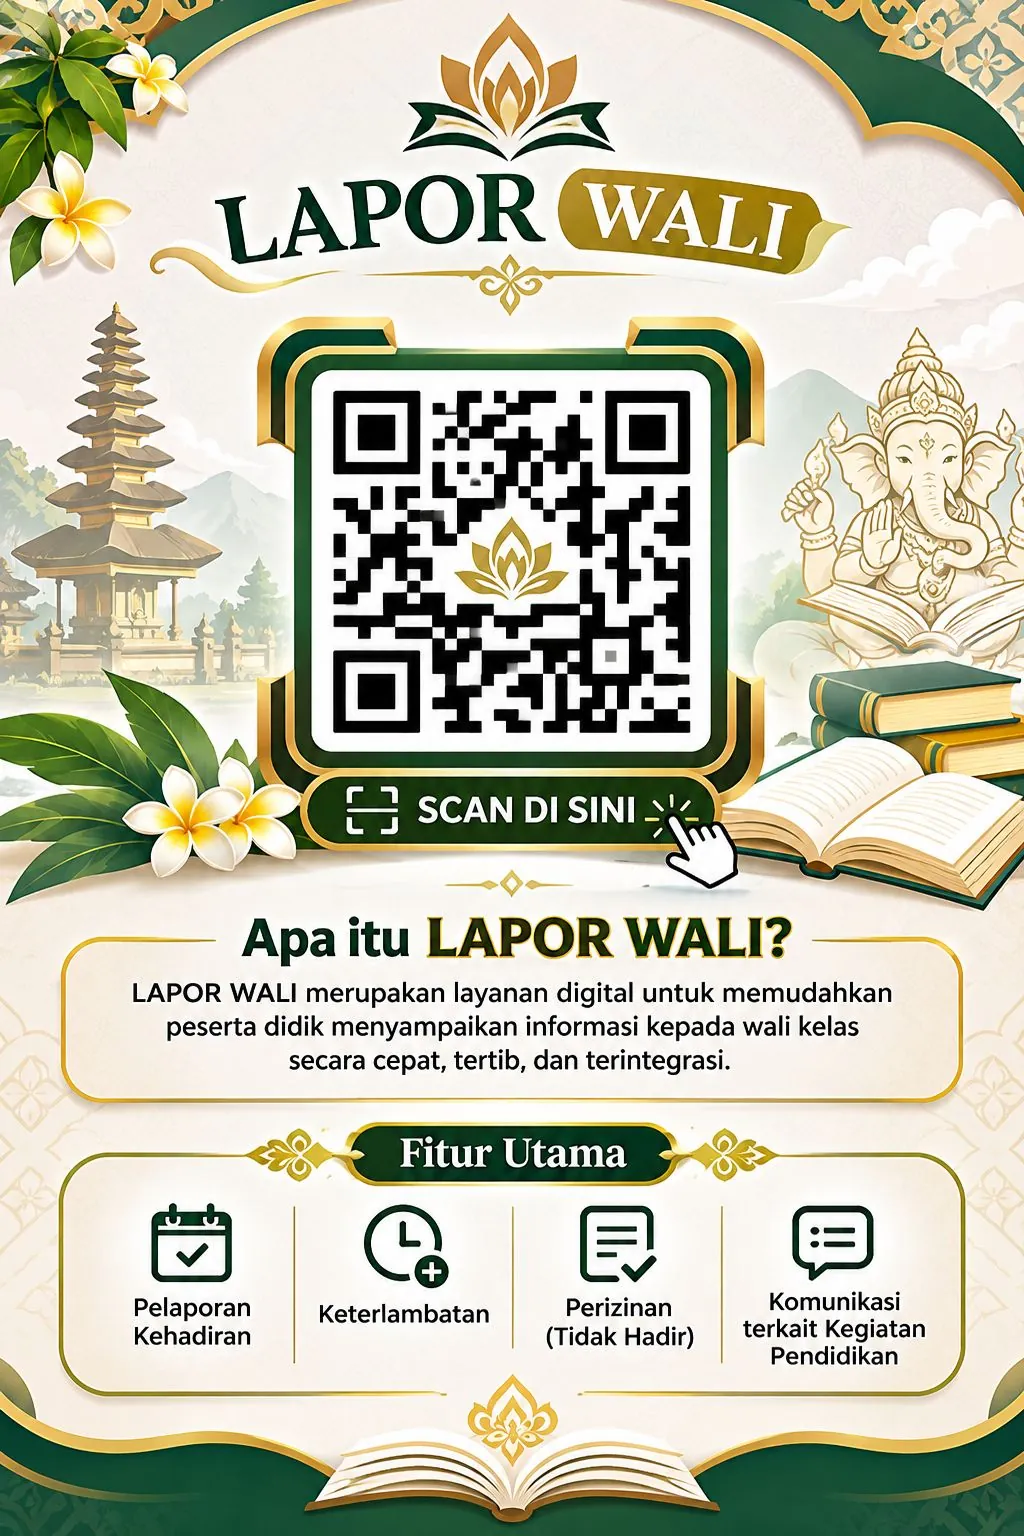 LAPOR WALI
SCAN DI SINI
Apa itu LAPOR WALI?
LAPOR WALI merupakan layanan digital untuk memudahkan
peserta didik menyampaikan informasi kepada wali kelas
secara cepat, tertib, dan terintegrasi.
Fitur Utama
Pelaporan
Kehadiran
Keterlambatan
Perizinan
(Tidak Hadir)
Komunikasi
terkait Kegiatan
Pendidikan